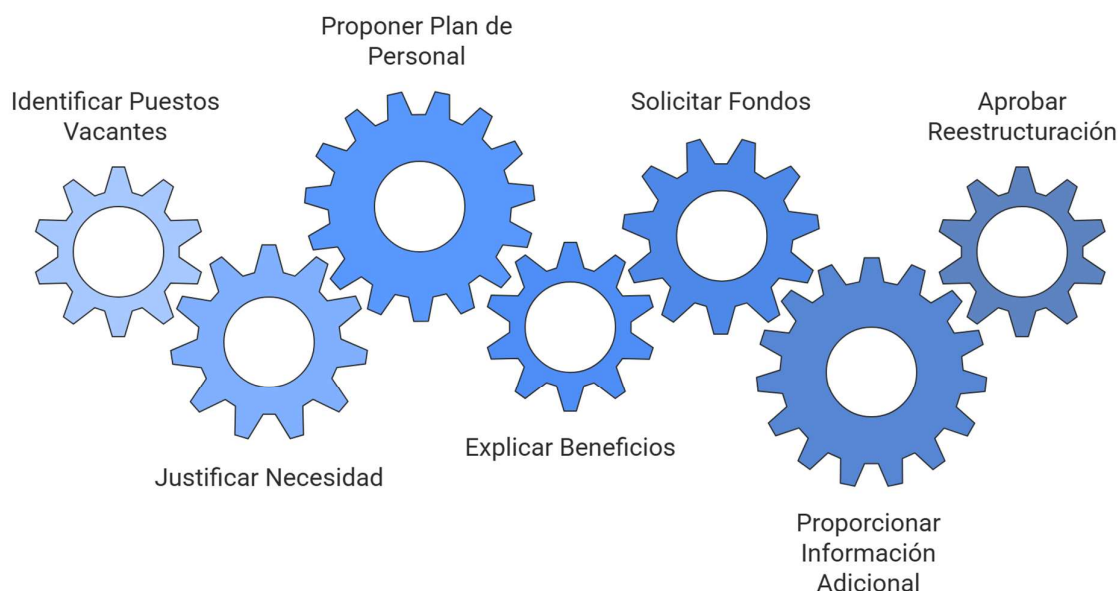 Identificar Puestos
Vacantes
Justificar Necesidad
Proponer Plan de
Personal
Explicar Beneficios
Solicitar Fondos
Proporcionar
Información
Adicional
Aprobar
Reestructuración